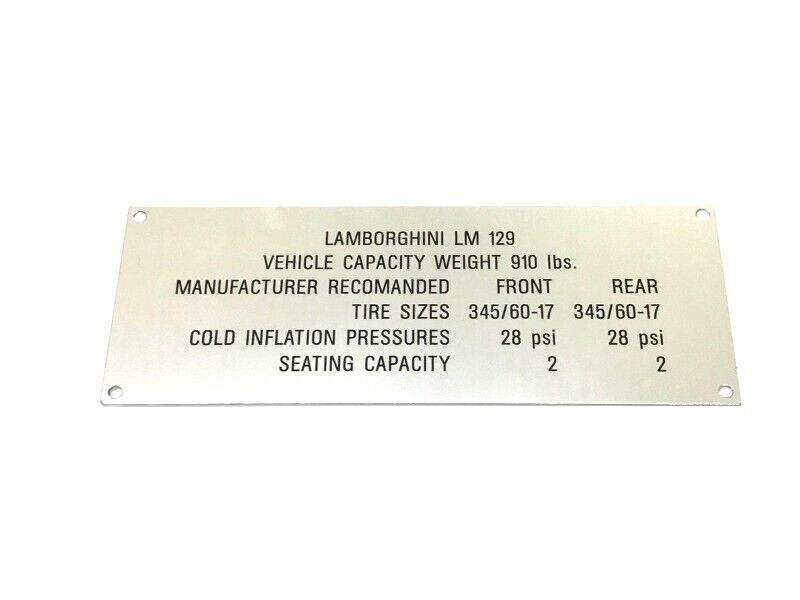 LAMBORGHINI LM 129
VEHICLE CAPACITY WEIGHT 910 lbs.
MANUFACTURER RECOMANDED FRONT REAR
TIRE SIZES 345/60-17 345/60-17
COLD INFLATION PRESSURES 28 psi 28 psi
SEATING CAPACITY 2 2